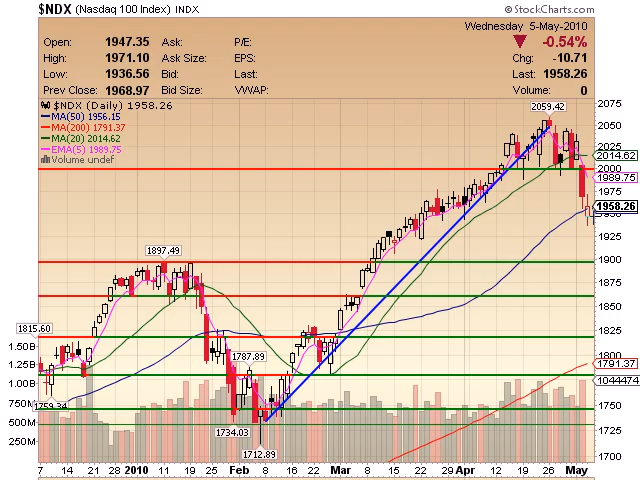 $NDX (Nasdaq 100 Index) INDX
© StockCharts.com
Wednesday 5-May-2010
Open: 1947.35 Ask: P/E: ▼ -0.54%
High: 1971.10 Ask Size: EPS: Chg: -10.71
Low: 1936.56 Bid: Last: Last: 1958.26
Prev Close: 1968.97 Bid Size: VWAP: Volume: 0
$NDX (Daily) 1958.26
MA(50) 1956.15
MA(200) 1791.37
MA(20) 2014.62
EMA(5) 1989.75
Volume undef
2059.42
1897.49
1815.60
1787.89
1759.34
1734.03
1712.89
2075
2050
2025
2014.62
2000
1989.75
1975
1958.26
1925
1900
1875
1850
1825
1800
1791.37
1775
1044474
1750
1725
1700
1.50B
1.25B
1.00B
750M
500M
250M
7 14 21 28 2010 11 19 25 Feb 8 16 22 Mar 8 15 22 29 Apr 12 19 26 May